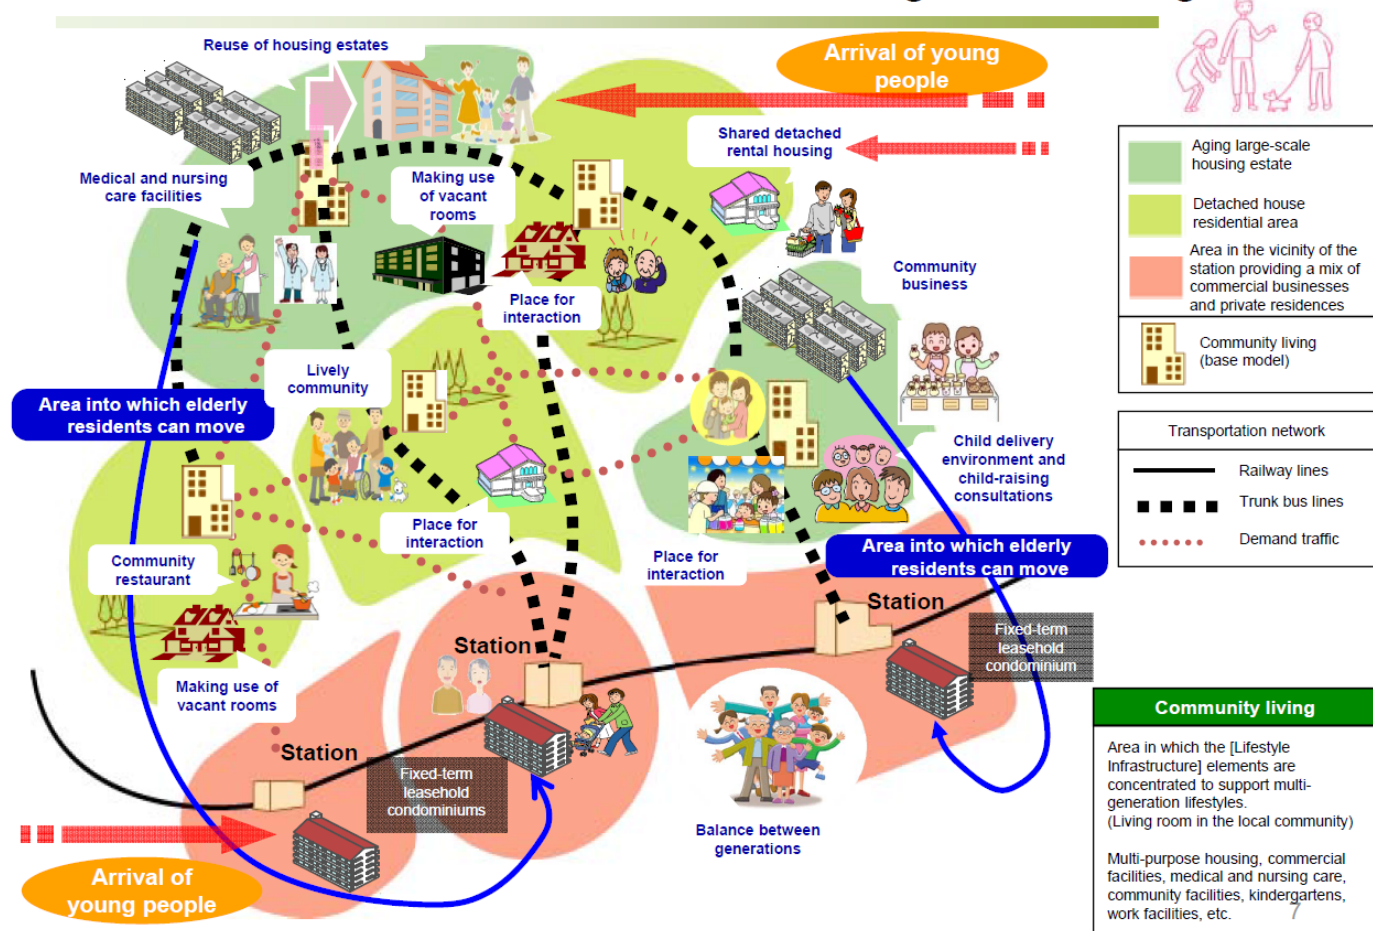 Reuse of housing estates
Arrival of young
people
Shared detached
rental housing
Medical and nursing
care facilities
Making use
of vacant
rooms
Place for
interaction
Community
business
Lively
community
Area into which elderly
residents can move
Child delivery
environment and
child-raising
consultations
Place for
interaction
Place for
interaction
Area into which elderly
residents can move
Community
restaurant
Station
Station
Fixed-term
leasehold
condominium
Making use of
vacant rooms
Station
Fixed-term
leasehold
condominiums
Balance between
generations
Arrival of
young people
Aging large-scale
housing estate
Detached house
residential area
Area in the vicinity of the
station providing a mix of
commercial businesses
and private residences
Community living
(base model)
Transportation network
Railway lines
Trunk bus lines
Demand traffic
Community living
Area in which the [Lifestyle
Infrastructure] elements are
concentrated to support multi-
generation lifestyles.
(Living room in the local community)
Multi-purpose housing, commercial
facilities, medical and nursing care,
community facilities, kindergartens,
work facilities, etc.
7